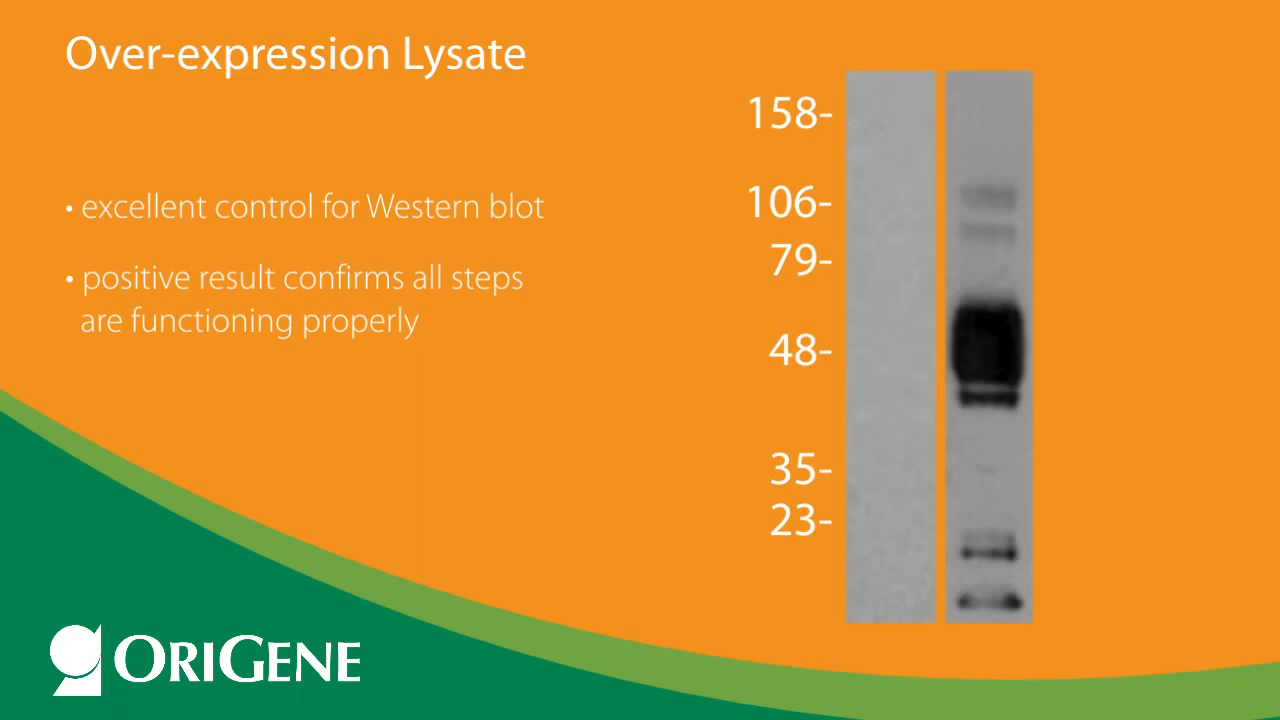 Over-expression Lysate
• excellent control for Western blot
• positive result confirms all steps
are functioning properly
158-
106-
79-
48-
35-
23-
ORIGENE